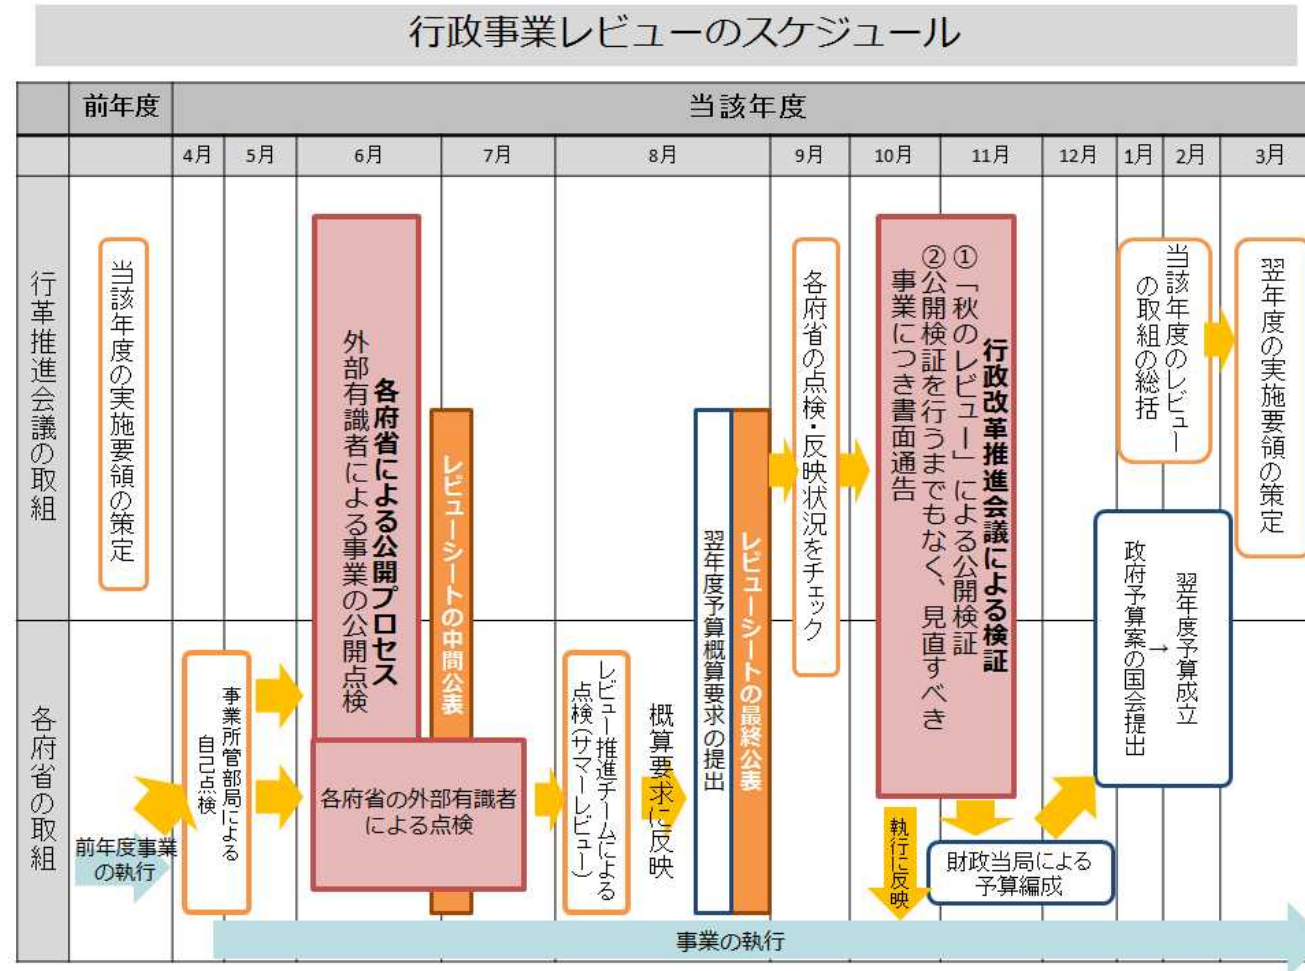 行政事業レビューのスケジュール
前年度
当該年度
4月
5月
6月
7月
8月
9月
10月
11月
12月
1月
2月
3月
行革推進会議の取組
当該年度の実施要領の策定
各府省による公開プロセス
外部有識者による事業の公開点検
レビューシートの中間公表
翌年度予算概算要求の提出
レビューシートの最終公表
各府省の点検・反映状況をチェック
行政改革推進会議による検証
①「秋のレビュー」による公開検証
②公開検証を行うまでもなく、見直すべき
事業につき書面通告
当該年度のレビュー
の取組の総括
翌年度の実施要領の策定
各府省の取組
前年度事業
の執行
事業所管部局による
自己点検
各府省の外部有識者
による点検
レビュー推進チームによる
点検(サマーレビュー)
概算要求に反映
執行に反映
財政当局による
予算編成
政府予算案の国会提出
→
翌年度予算成立
事業の執行